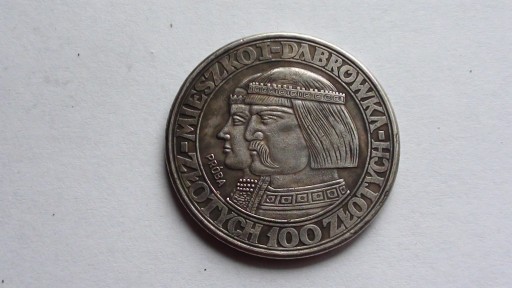 MIESZKO I - DĄBRÓWKA
ZŁOTYCH 100 ZŁOTYCH
PRÓBA